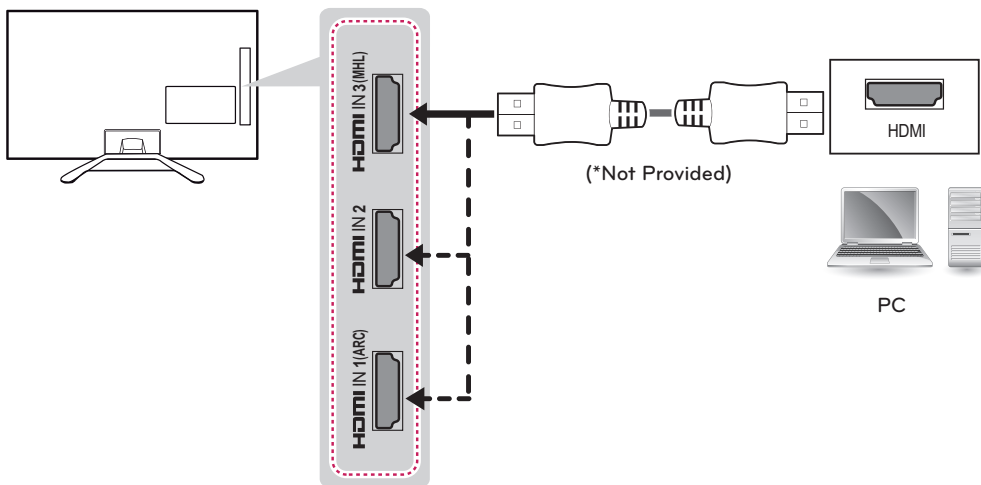 HDMI IN 3(MHL)
HDMI IN 2
HDMI IN 1(ARC)
(*Not Provided)
HDMI
PC